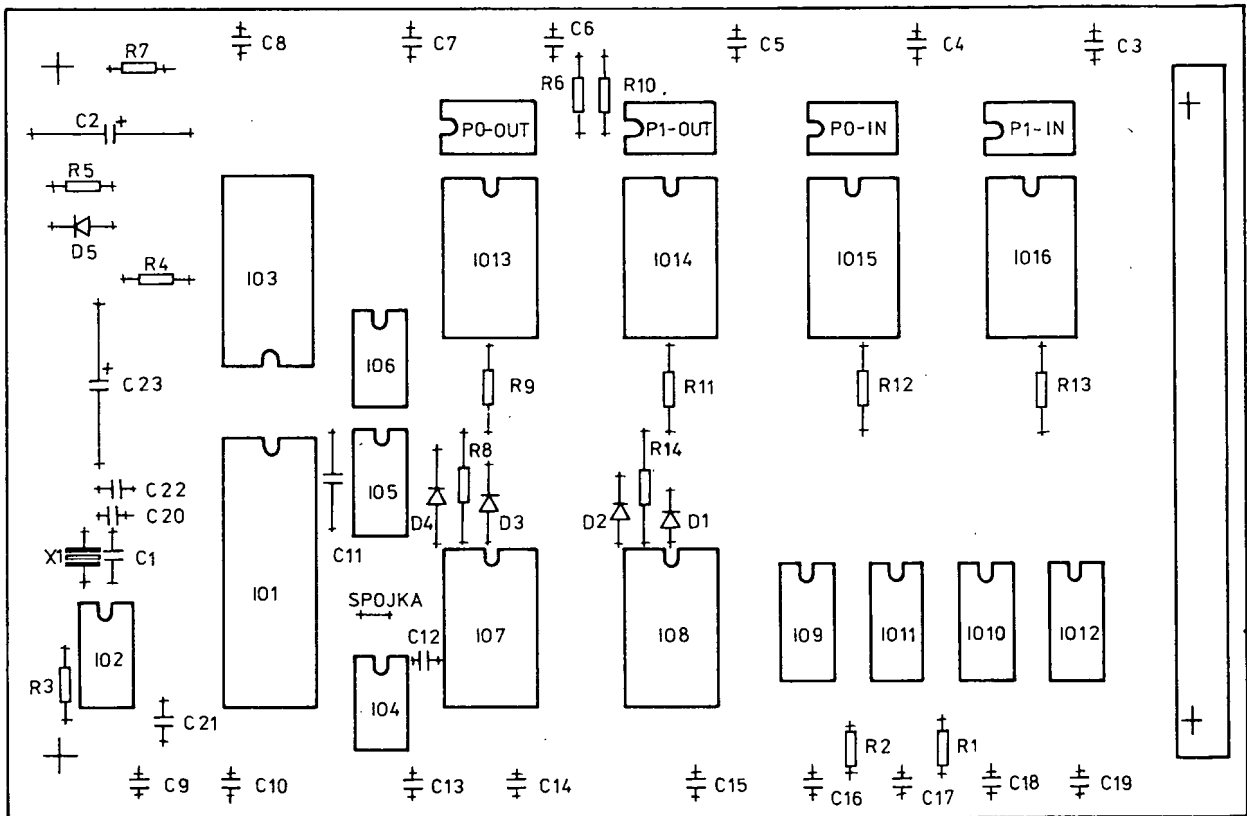 C8 C7 C6 C5 C4 C3
R7
R6 R10
C2 + P0-OUT P1-OUT P0-IN P1-IN
R5
D5
R4 IO3 IO13 IO14 IO15 IO16
+
C23 IO6 R9 R11 R12 R13
R8 R14
C22 IO5
C20 D4 D3 D2 D1
X1 C1 C11
IO1 SPOJKA
IO2 C12 IO7 IO8 IO9 IO11 IO10 IO12
R3
C21 IO4
R2 R1
C9 C10 C13 C14 C15 C16 C17 C18 C19